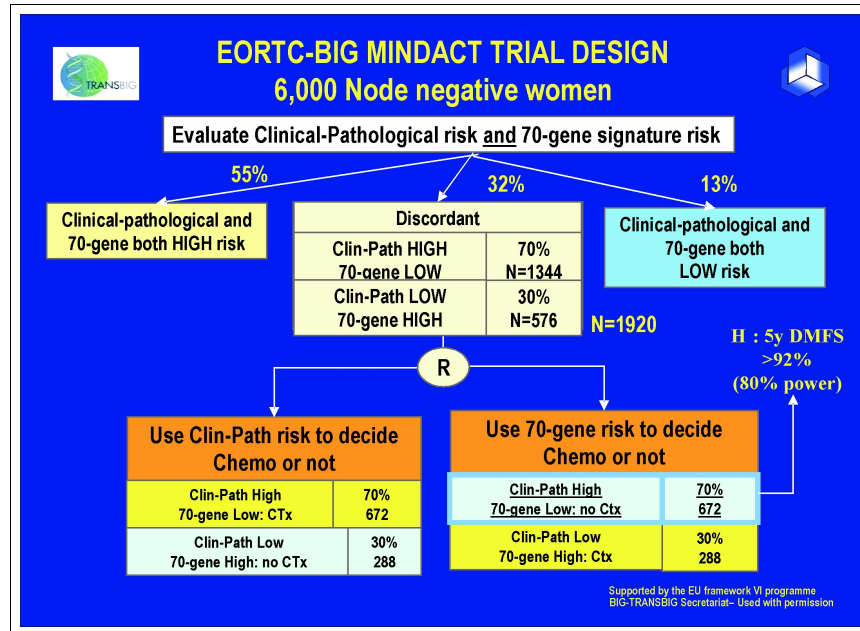 EORTC-BIG MINDACT TRIAL DESIGN
6,000 Node negative women
TRANSBIG
Evaluate Clinical-Pathological risk and 70-gene signature risk
55%
32%
13%
Clinical-pathological and
70-gene both HIGH risk
Discordant
Clin-Path HIGH
70-gene LOW
70%
N=1344
Clin-Path LOW
70-gene HIGH
30%
N=576
N=1920
Clinical-pathological and
70-gene both
LOW risk
H : 5y DMFS
>92%
(80% power)
R
Use Clin-Path risk to decide
Chemo or not
Clin-Path High
70-gene Low: CTx
70%
672
Clin-Path Low
70-gene High: no CTx
30%
288
Use 70-gene risk to decide
Chemo or not
Clin-Path High
70-gene Low: no Ctx
70%
672
Clin-Path Low
70-gene High: Ctx
30%
288
Supported by the EU framework VI programme
BIG-TRANSBIG Secretariat– Used with permission